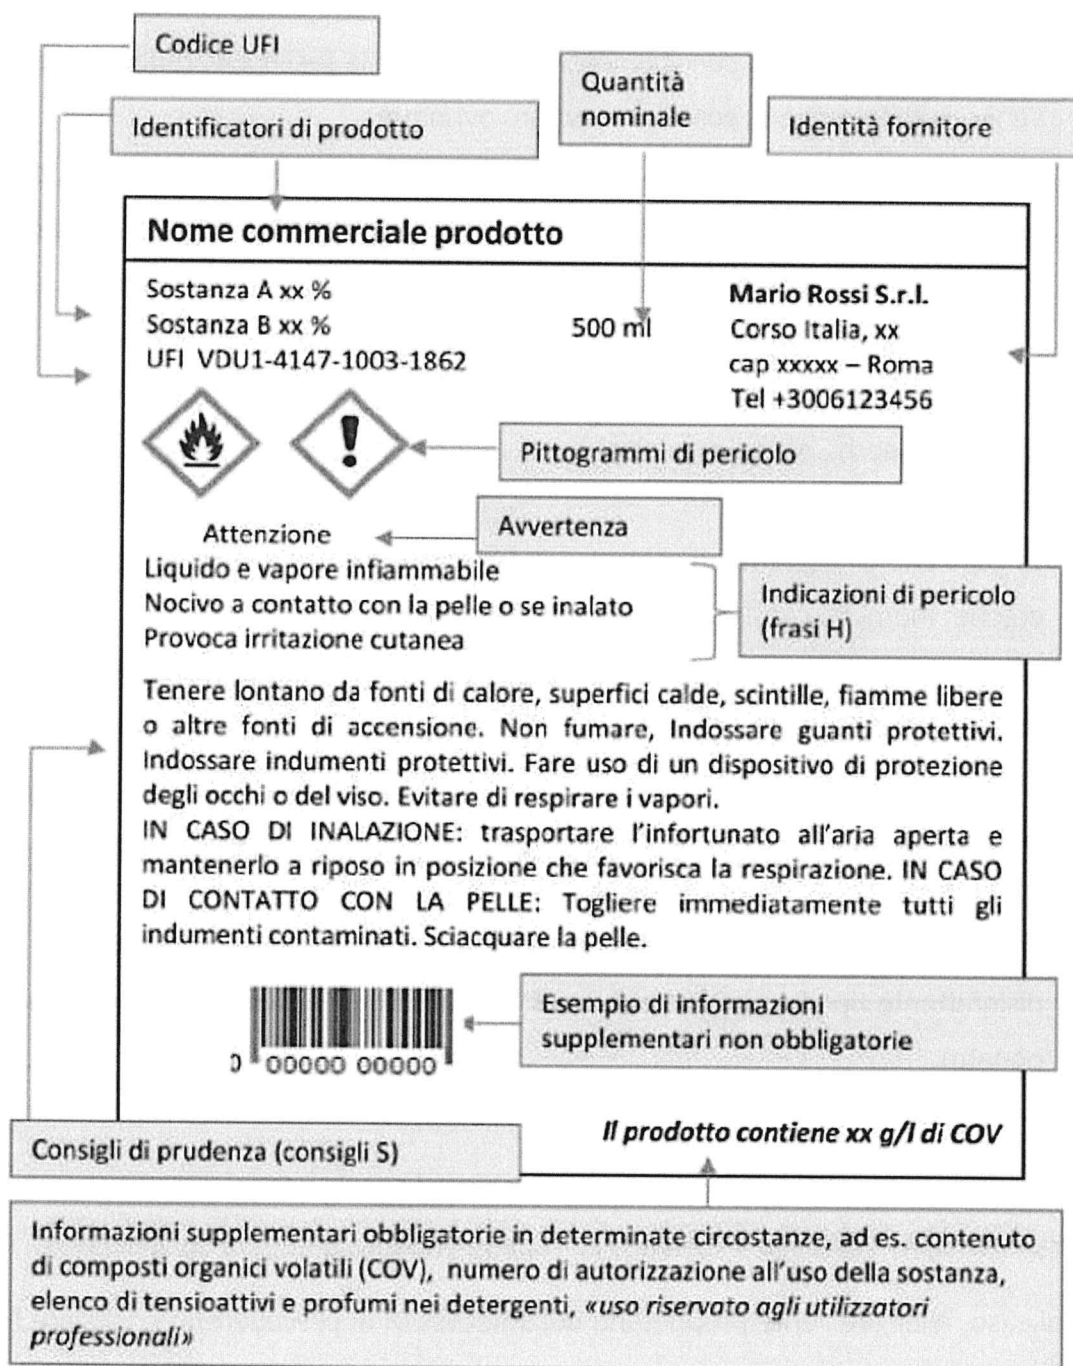 Codice UFI
Quantità
nominale
Identificatori di prodotto
Identità fornitore
Nome commerciale prodotto
Sostanza A xx %
Sostanza B xx %
UFI VDU1-4147-1003-1862
500 ml
Mario Rossi S.r.l.
Corso Italia, xx
cap xxxxx – Roma
Tel +3006123456
Pittogrammi di pericolo
Attenzione
Avvertenza
Liquido e vapore infiammabile
Nocivo a contatto con la pelle o se inalato
Provoca irritazione cutanea
Indicazioni di pericolo
(frasi H)
Tenere lontano da fonti di calore, superfici calde, scintille, fiamme libere
o altre fonti di accensione. Non fumare, Indossare guanti protettivi.
Indossare indumenti protettivi. Fare uso di un dispositivo di protezione
degli occhi o del viso. Evitare di respirare i vapori.
IN CASO DI INALAZIONE: trasportare l'infortunato all'aria aperta e
mantenerlo a riposo in posizione che favorisca la respirazione. IN CASO
DI CONTATTO CON LA PELLE: Togliere immediatamente tutti gli
indumenti contaminati. Sciacquare la pelle.
0 00000 00000
Esempio di informazioni
supplementari non obbligatorie
Consigli di prudenza (consigli S)
Il prodotto contiene xx g/l di COV
Informazioni supplementari obbligatorie in determinate circostanze, ad es. contenuto
di composti organici volatili (COV), numero di autorizzazione all'uso della sostanza,
elenco di tensioattivi e profumi nei detergenti, «uso riservato agli utilizzatori
professionali»